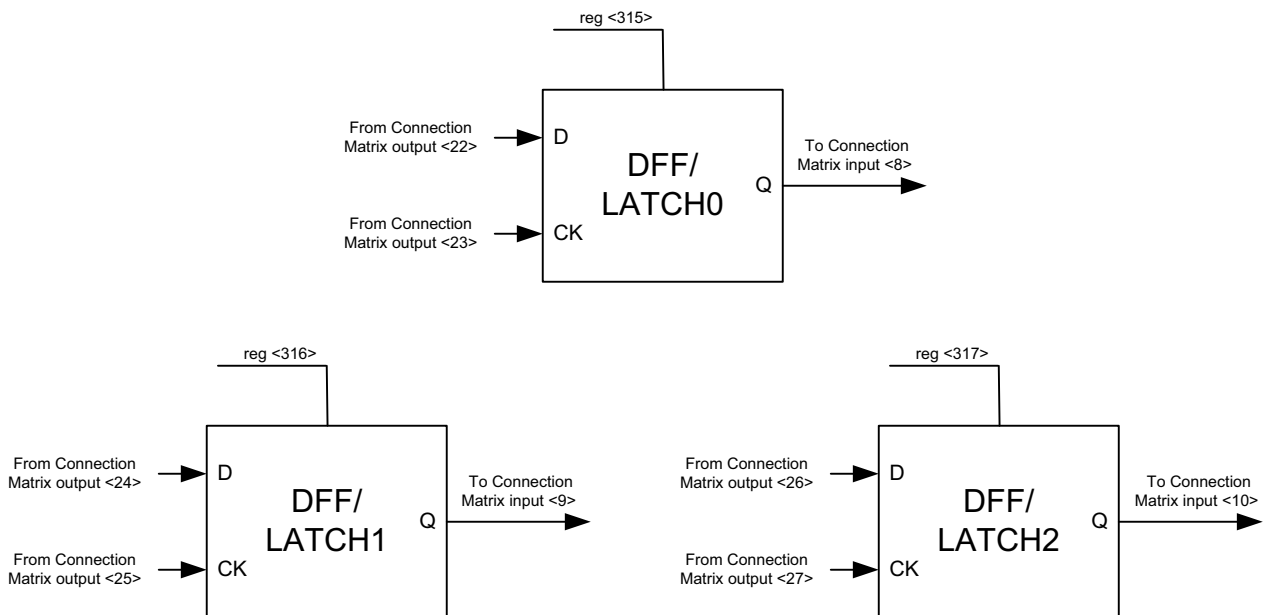 reg <315>
From Connection
Matrix output <22>
D
DFF/
LATCH0
To Connection
Matrix input <8>
Q
From Connection
Matrix output <23>
CK
reg <316>
From Connection
Matrix output <24>
D
DFF/
LATCH1
To Connection
Matrix input <9>
Q
From Connection
Matrix output <25>
CK
reg <317>
From Connection
Matrix output <26>
D
DFF/
LATCH2
To Connection
Matrix input <10>
Q
From Connection
Matrix output <27>
CK